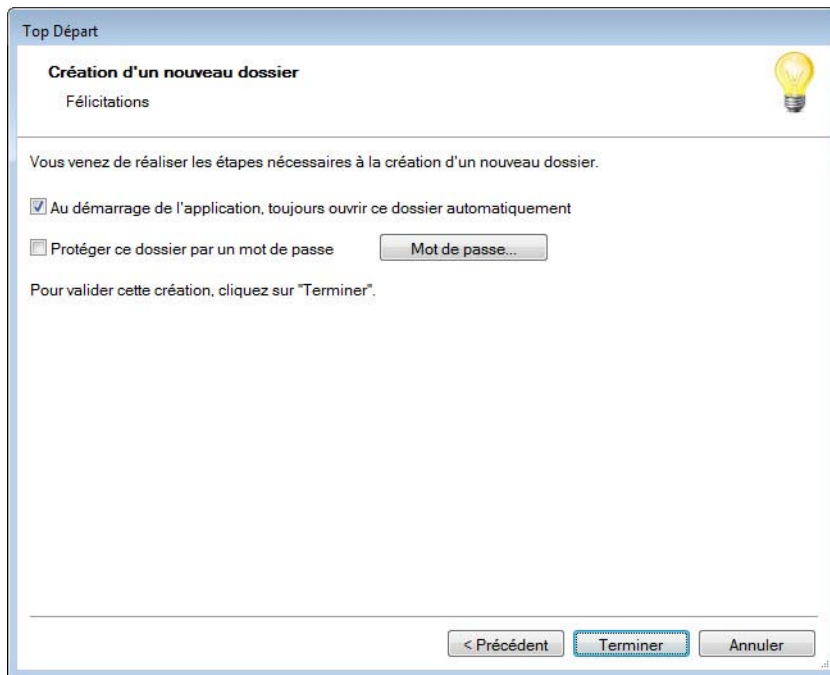 Top Départ
Création d'un nouveau dossier
Félicitations
Vous venez de réaliser les étapes nécessaires à la création d'un nouveau dossier.
Au démarrage de l'application, toujours ouvrir ce dossier automatiquement
Protéger ce dossier par un mot de passe Mot de passe...
Pour valider cette création, cliquez sur "Terminer".
< Précédent Terminer Annuler